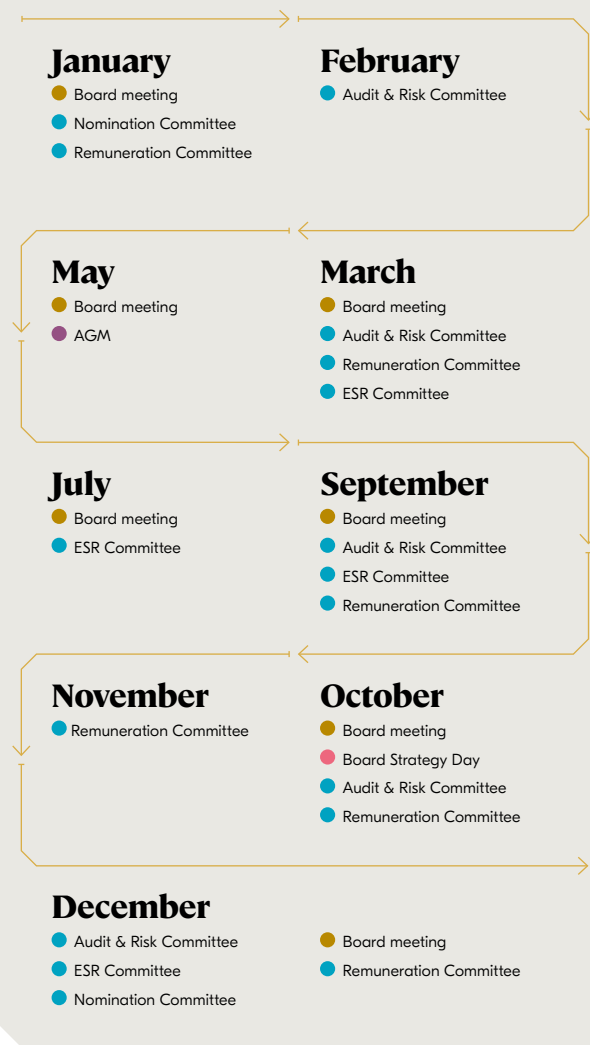 January
Board meeting
Nomination Committee
Remuneration Committee
February
Audit & Risk Committee
March
Board meeting
Audit & Risk Committee
Remuneration Committee
ESR Committee
May
Board meeting
AGM
July
Board meeting
ESR Committee
September
Board meeting
Audit & Risk Committee
ESR Committee
Remuneration Committee
October
Board meeting
Board Strategy Day
Audit & Risk Committee
Remuneration Committee
November
Remuneration Committee
December
Audit & Risk Committee
ESR Committee
Nomination Committee
Board meeting
Remuneration Committee